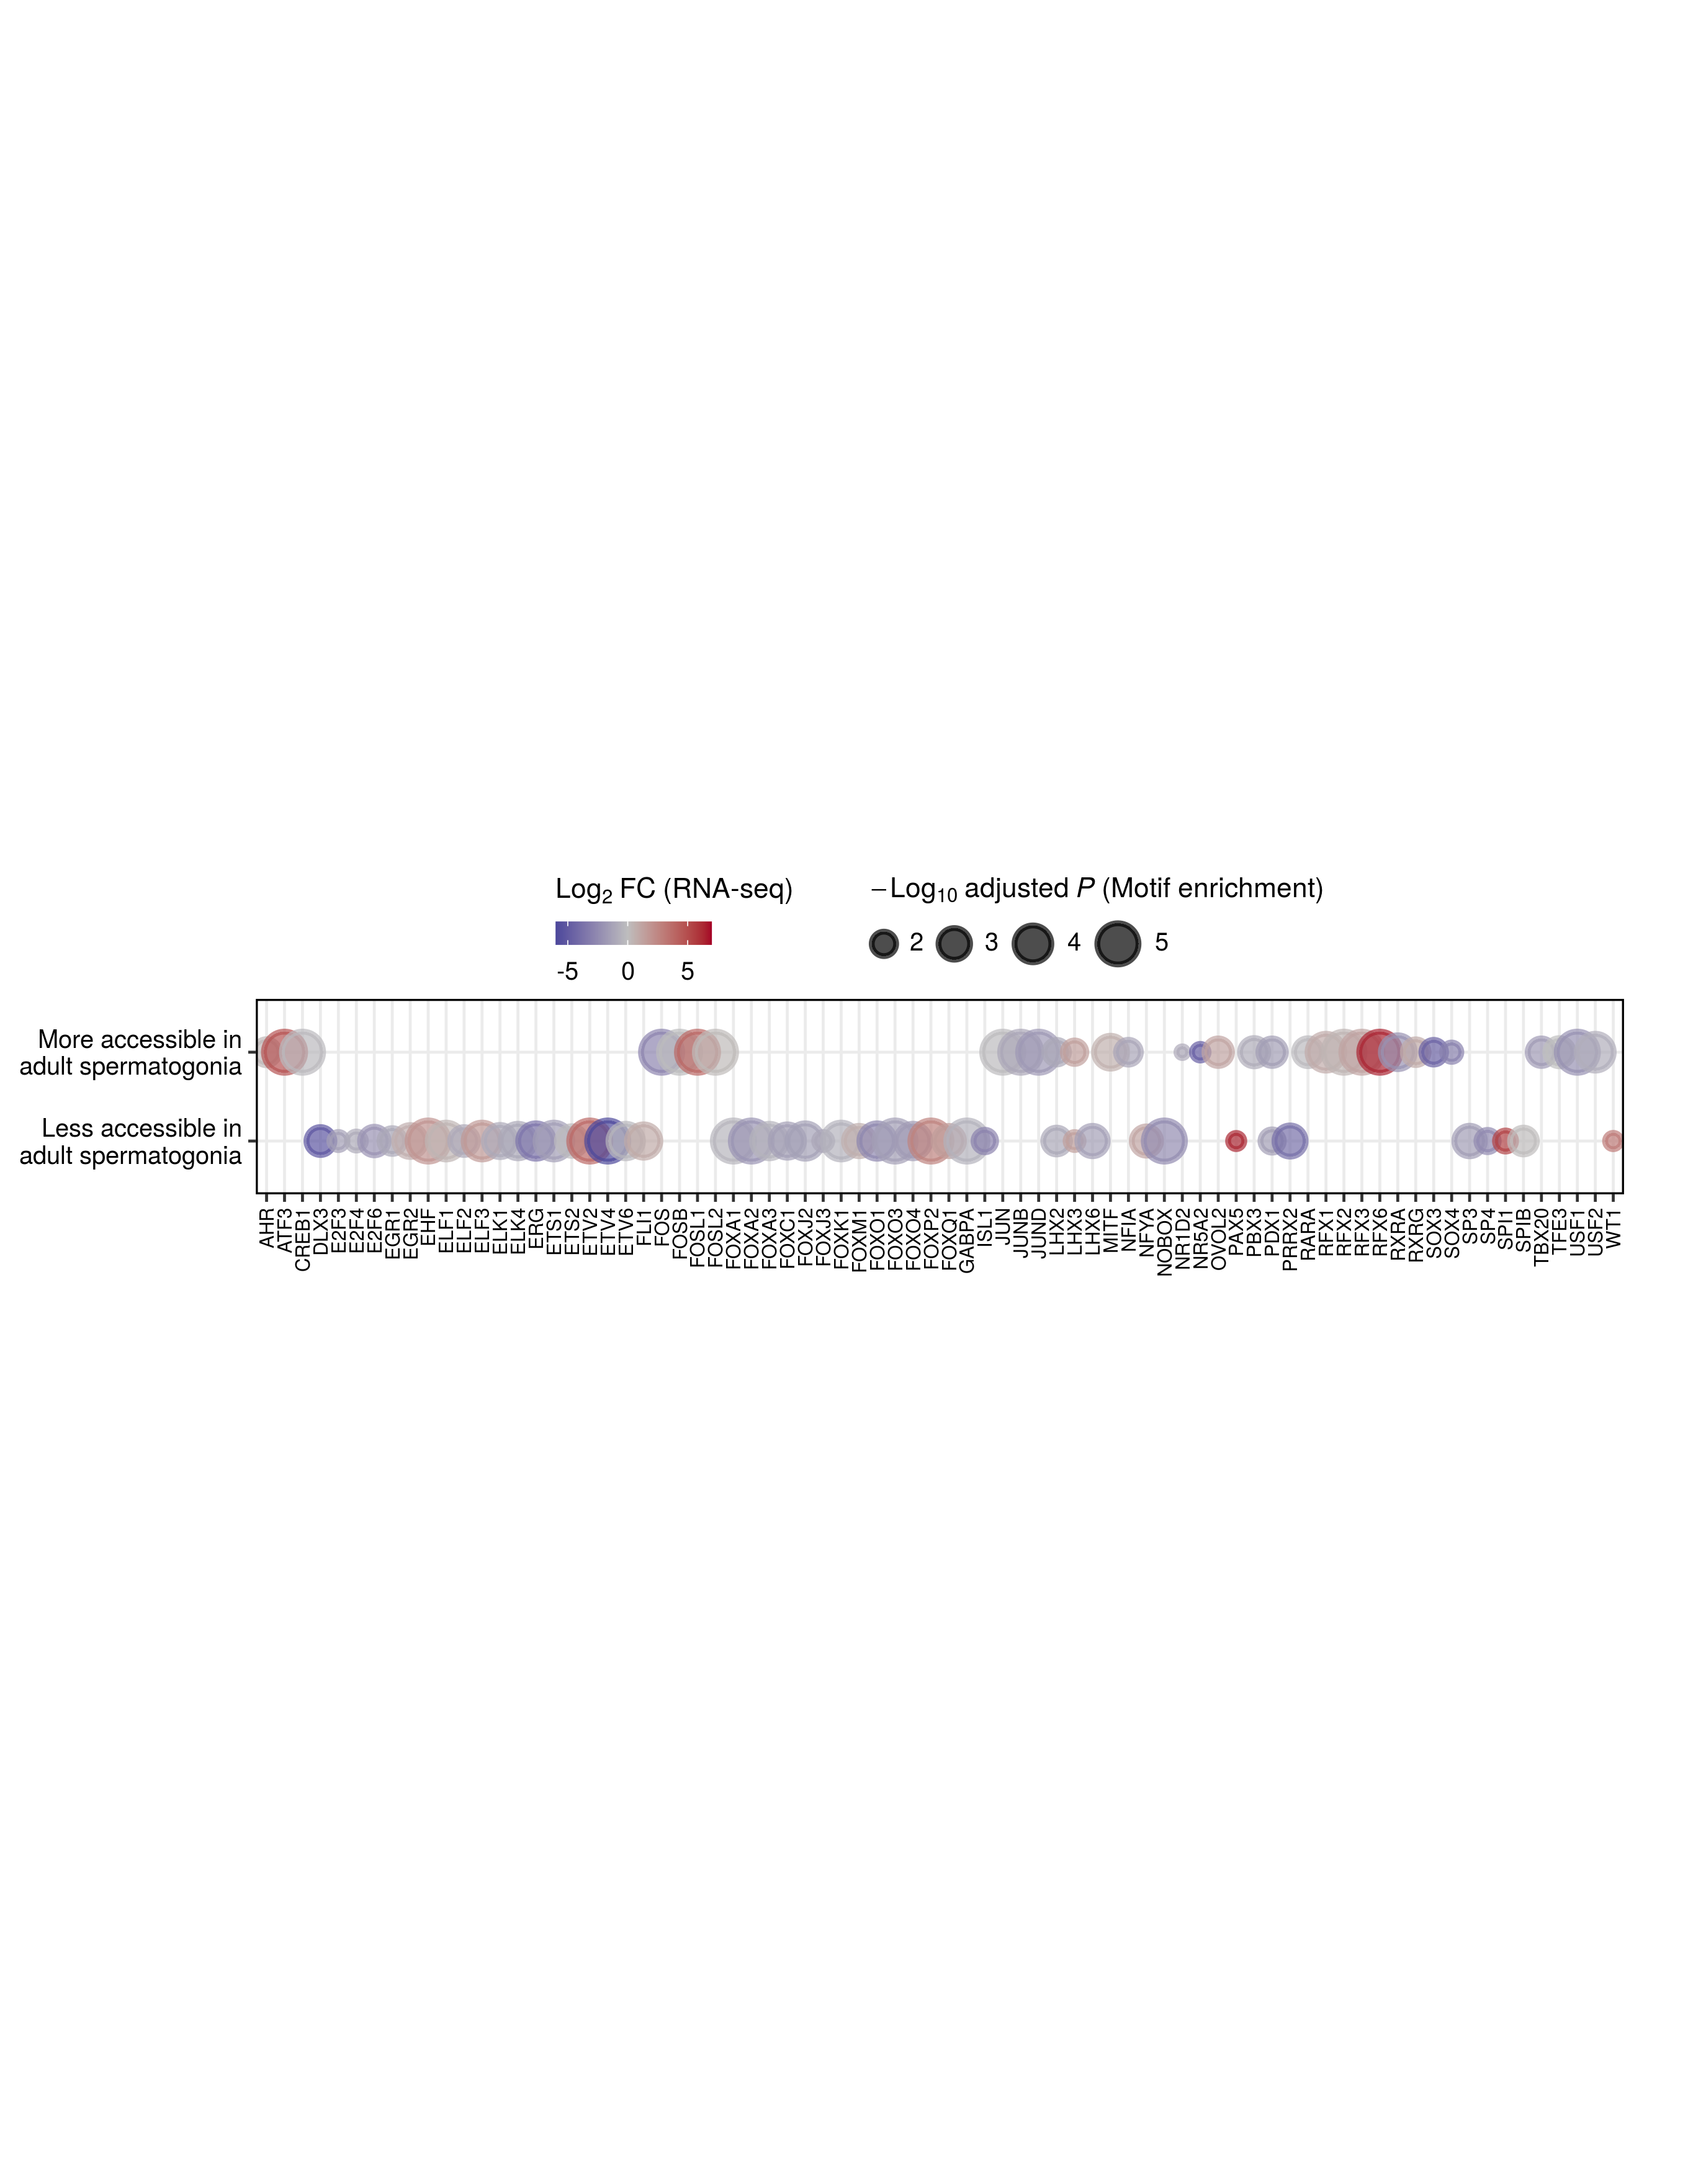 Log2 FC (RNA-seq)
−Log10 adjusted P (Motif enrichment)
-5 0 5
2 3 4 5
More accessible in
adult spermatogonia
Less accessible in
adult spermatogonia
AHR
ATF3
CREB1
DLX3
E2F3
E2F4
E2F6
EGR1
EGR2
EHF
ELF1
ELF2
ELF3
ELK1
ELK4
ERG
ETS1
ETS2
ETV2
ETV4
ETV6
FLI1
FOS
FOSB
FOSL1
FOSL2
FOXA1
FOXA2
FOXA3
FOXC1
FOXJ2
FOXJ3
FOXK1
FOXM1
FOXO1
FOXO3
FOXO4
FOXP2
FOXQ1
GABPA
ISL1
JUN
JUNB
JUND
LHX2
LHX3
LHX6
MITF
NFIA
NFYA
NOBOX
NR1D2
NR5A2
OVOL2
PAX5
PBX3
PDX1
PRRX2
RARA
RFX1
RFX2
RFX3
RFX6
RXRA
RXRG
SOX3
SOX4
SP3
SP4
SPI1
SPIB
TBX20
TFE3
USF1
USF2
WT1